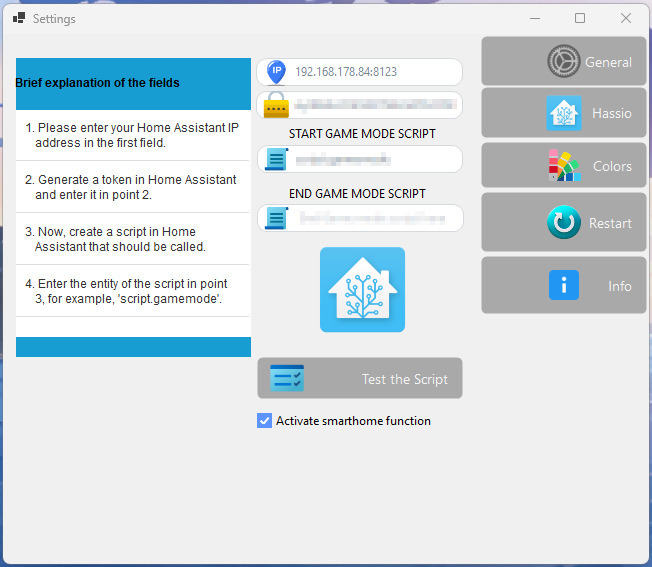 Settings
Brief explanation of the fields
1. Please enter your Home Assistant IP
address in the first field.
2. Generate a token in Home Assistant
and enter it in point 2.
3. Now, create a script in Home
Assistant that should be called.
4. Enter the entity of the script in point
3, for example, 'script.gamemode'.
IP
192.168.178.84:8123
START GAME MODE SCRIPT
END GAME MODE SCRIPT
Test the Script
Activate smarthome function
General
Hassio
Colors
Restart
i
Info